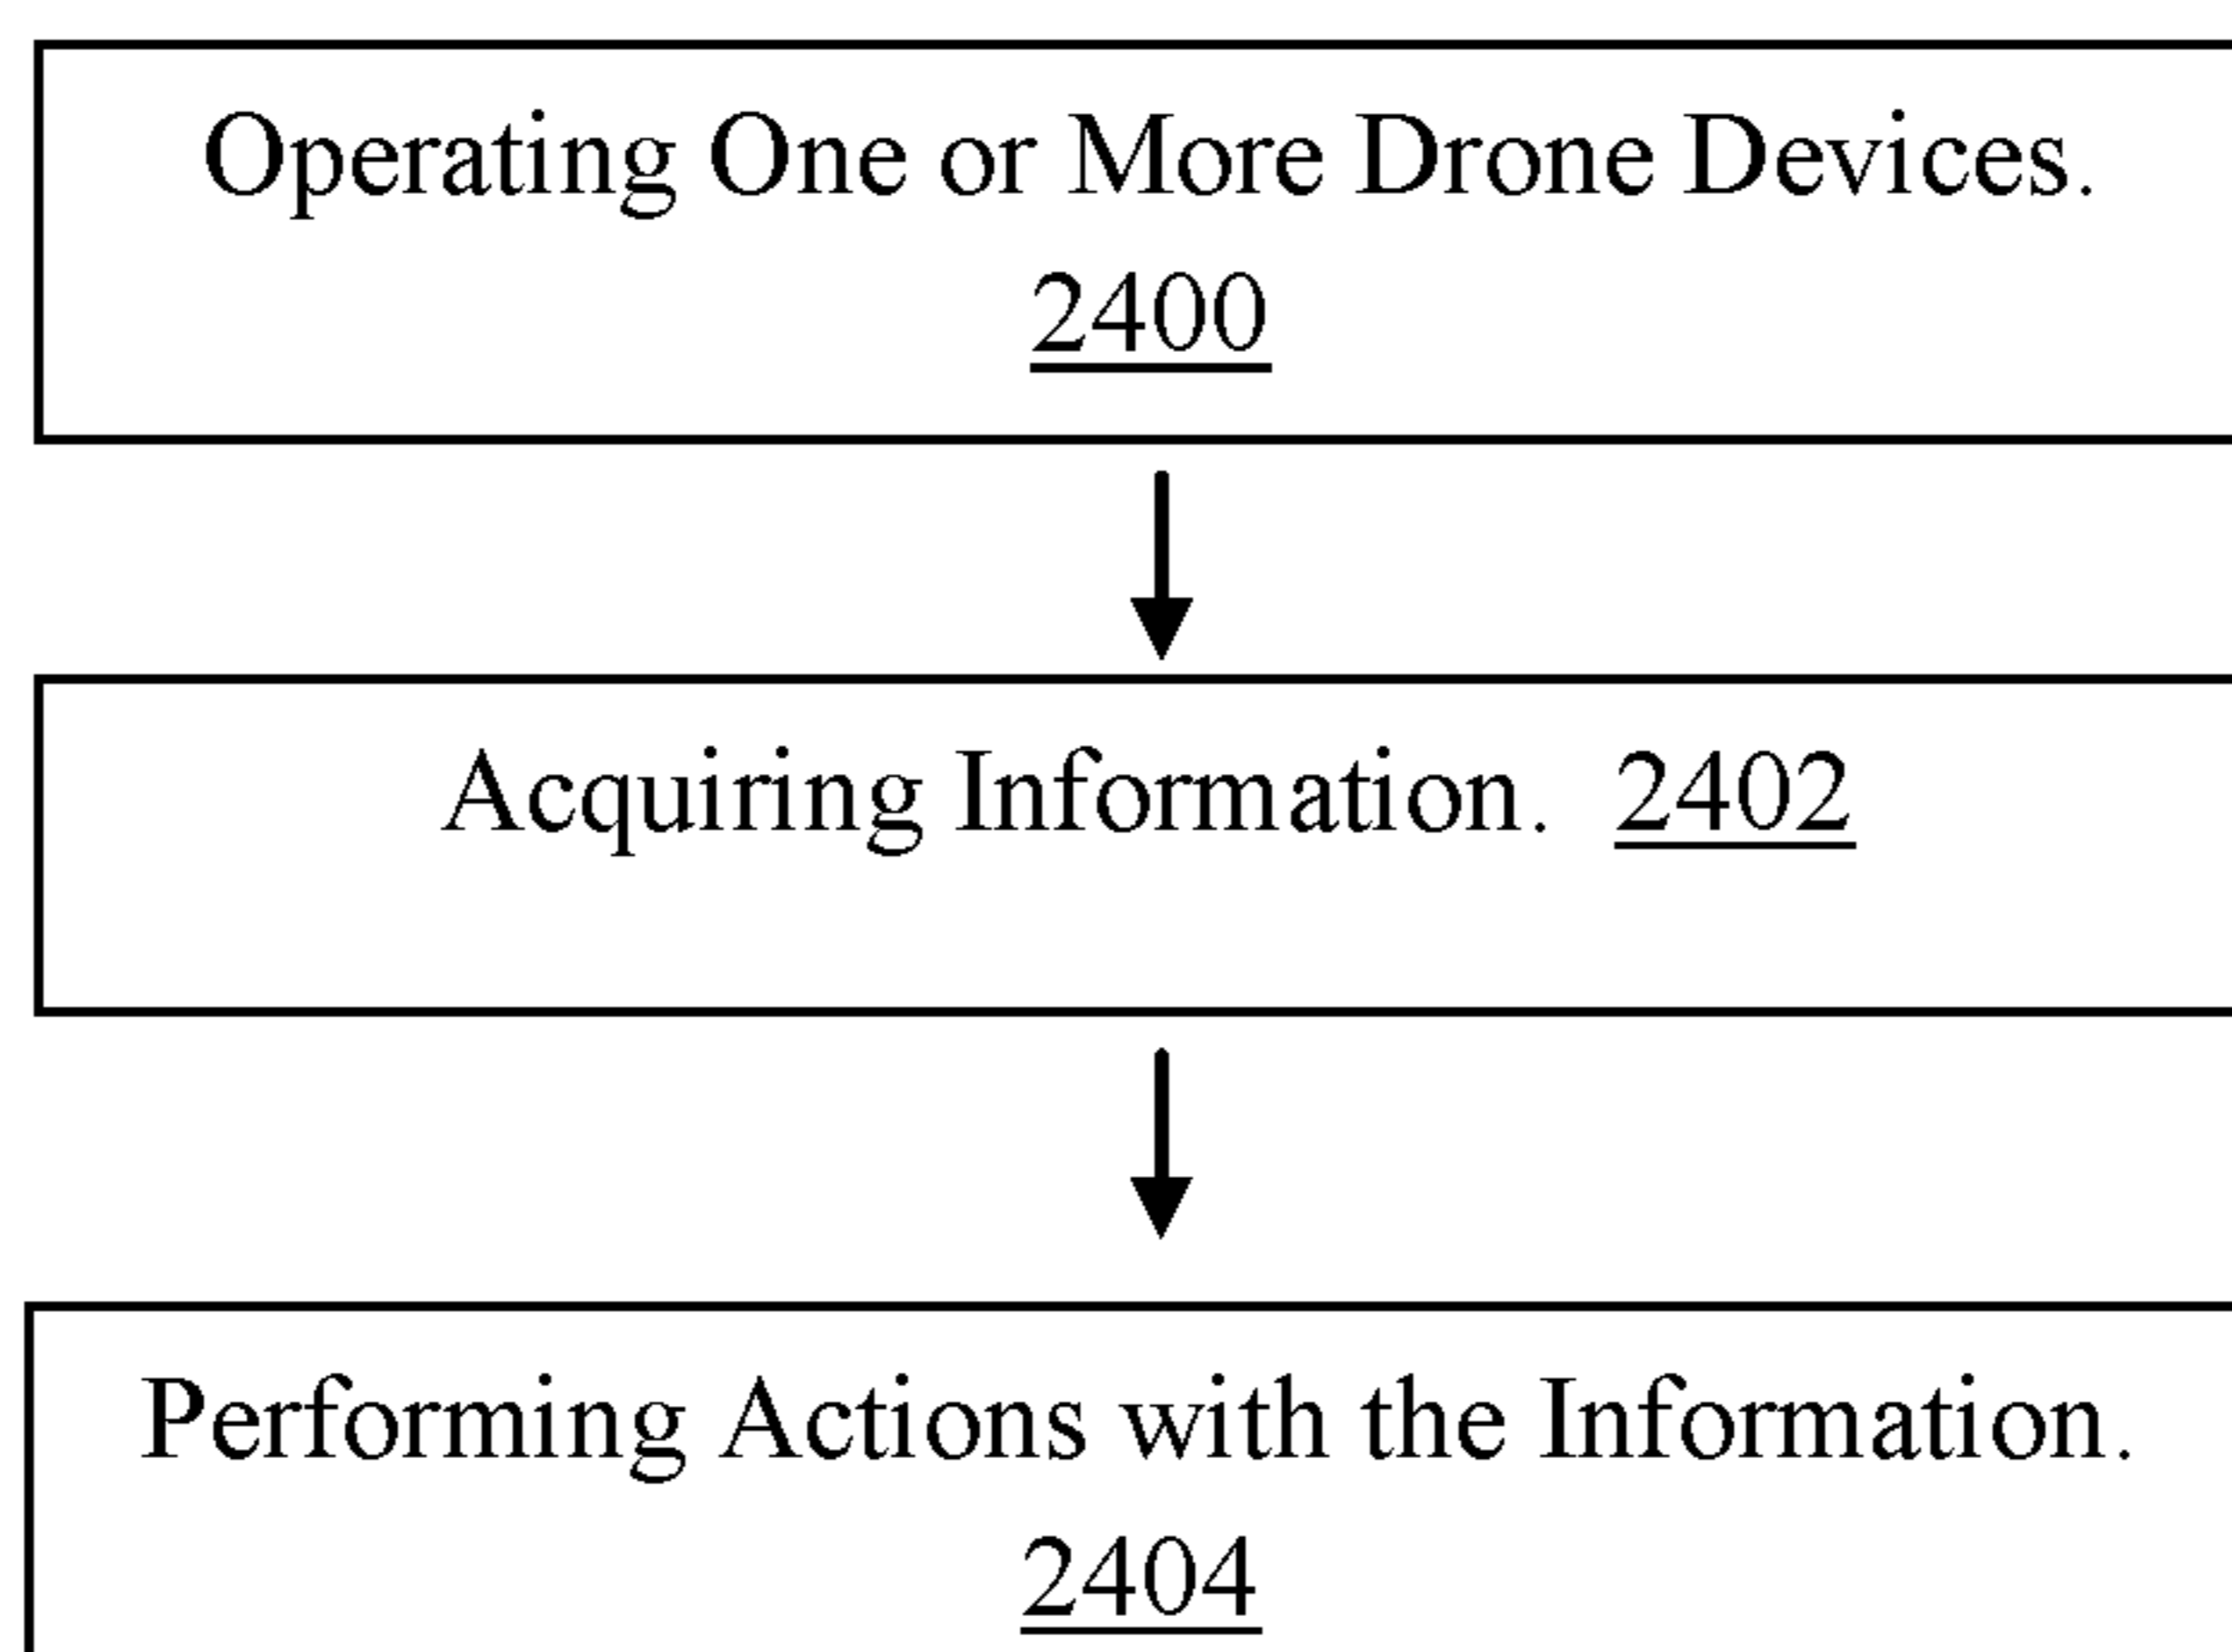 Operating One or More Drone Devices.
2400
Acquiring Information. 2402
Performing Actions with the Information.
2404